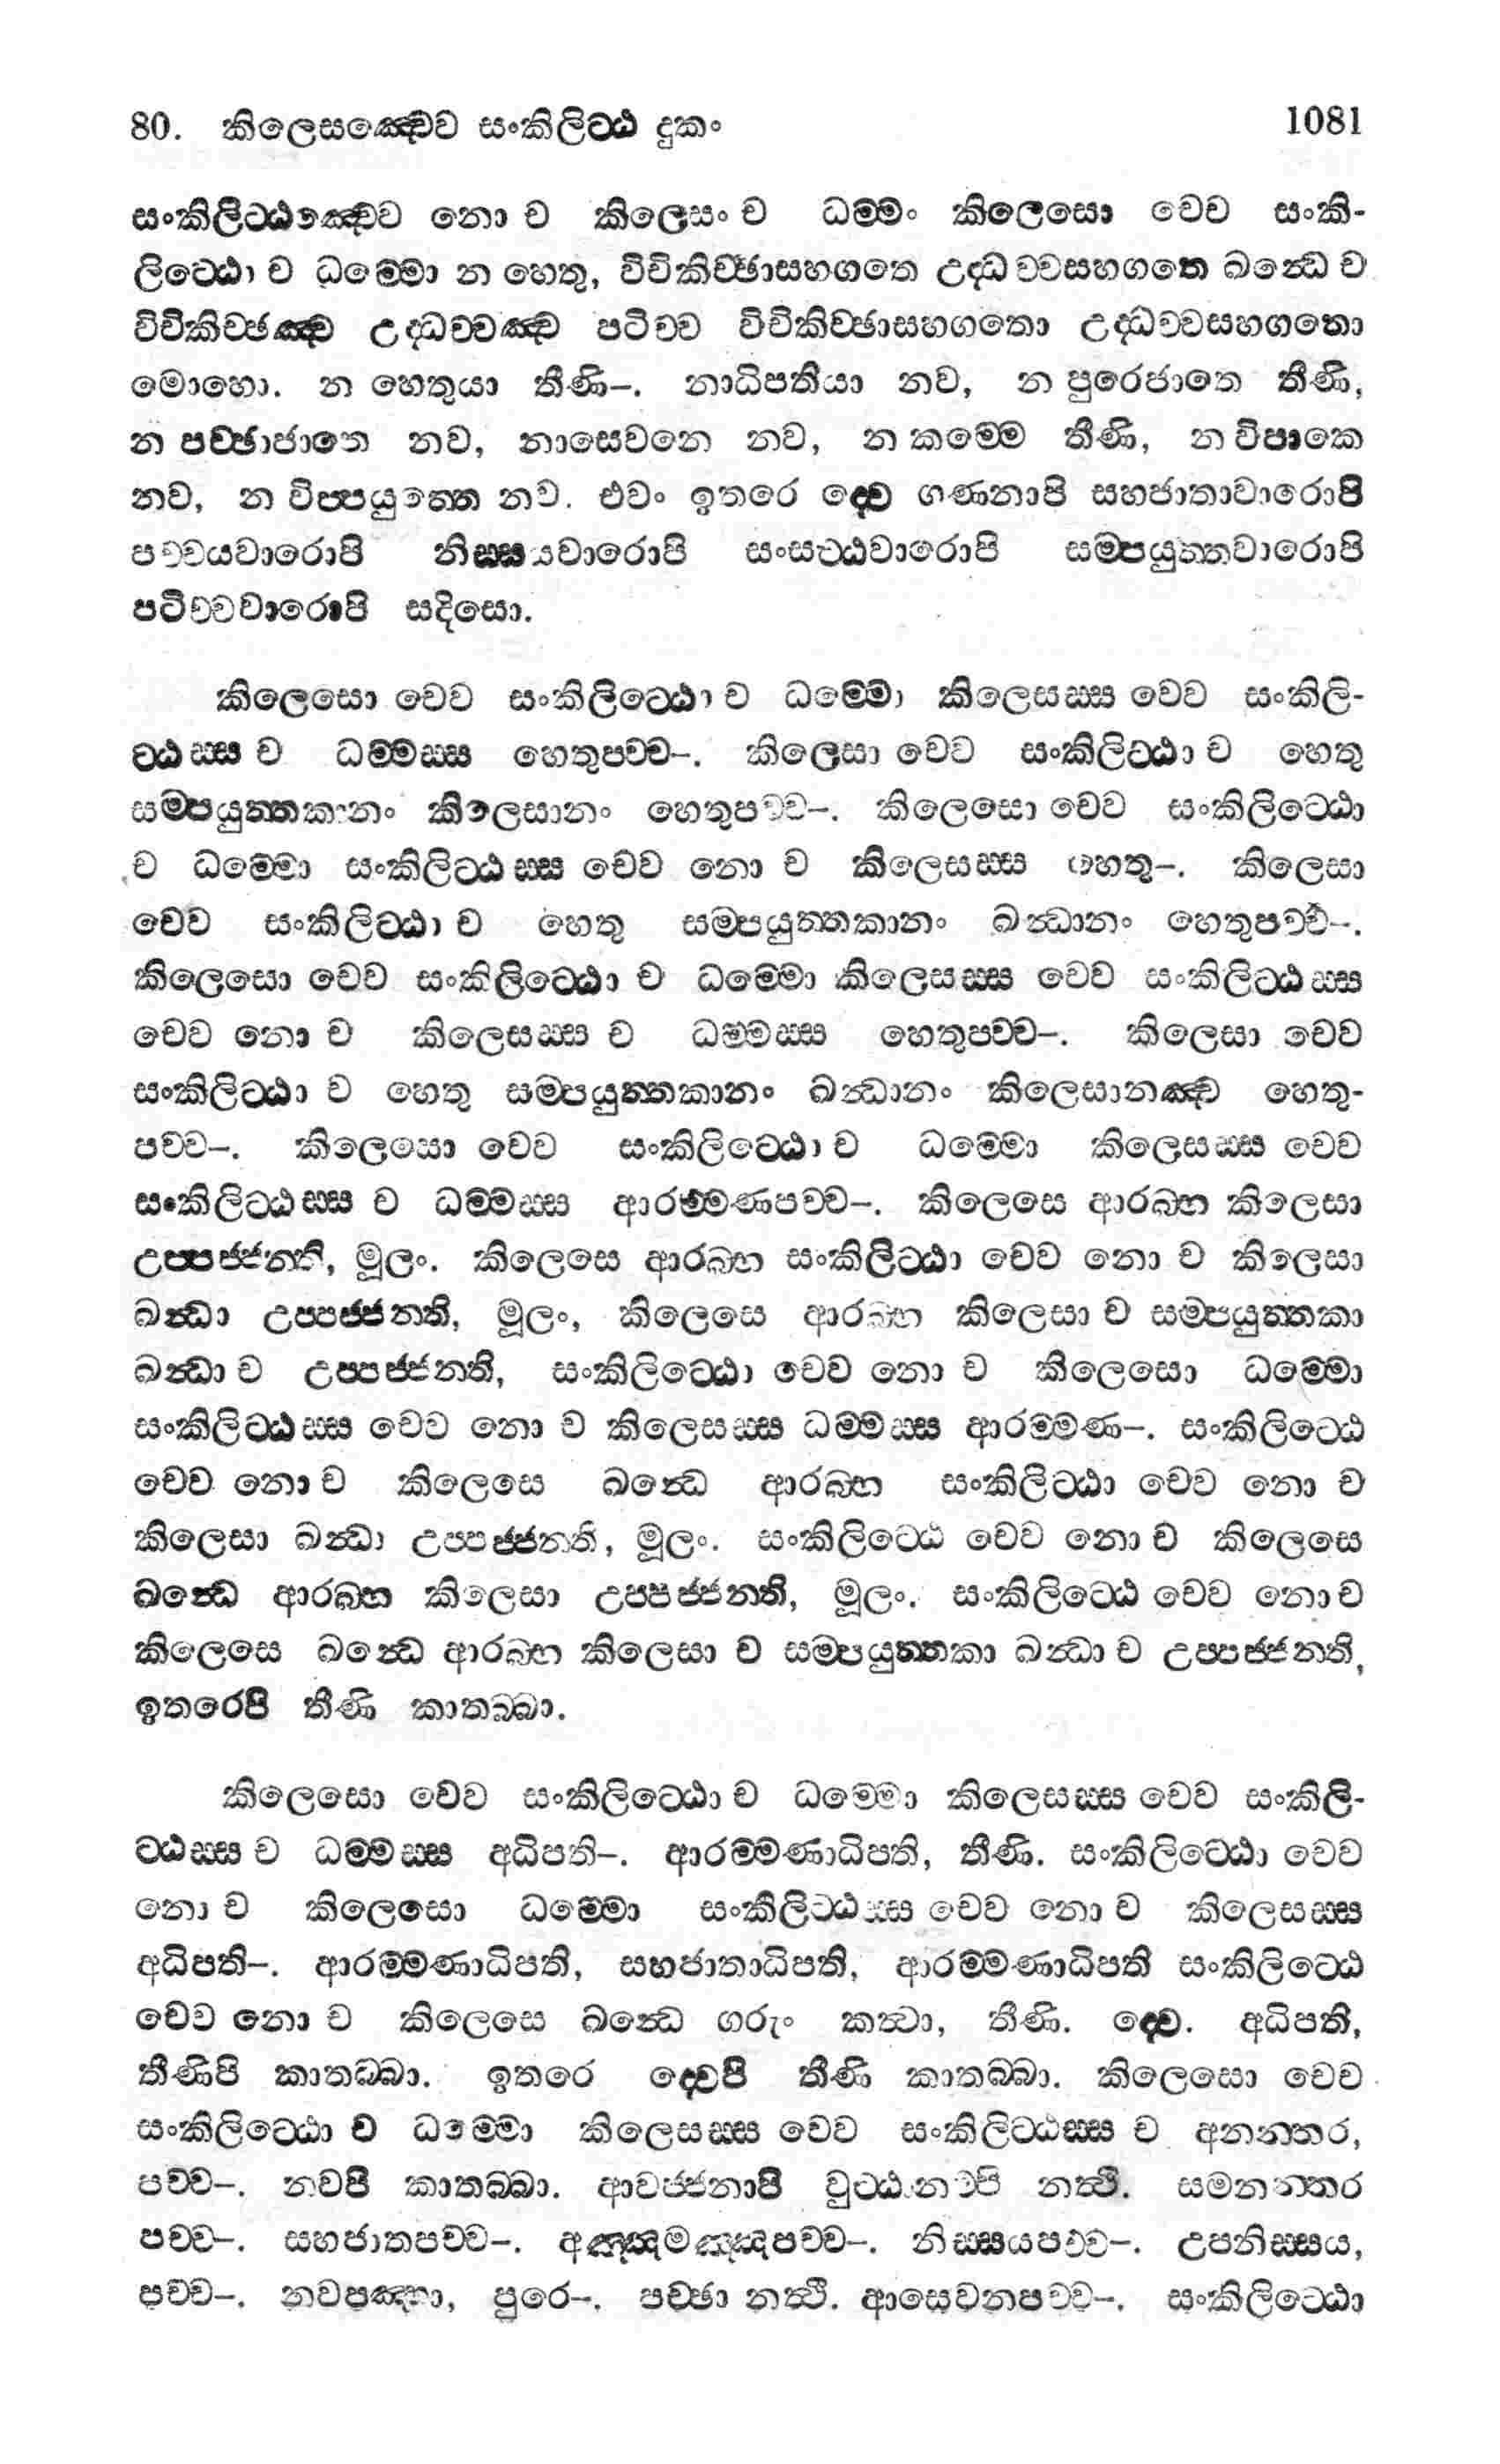 80. කිලෙසඤ්චෙව සංකිලිට්ඨ දුකං 1081
සංකිලිට්ඨඤ්චෙව නො ච කිලෙසං ච ධම්මං කිලෙසො චෙව සංකි-
ලිට්ඨො ච ධම්මො න හෙතු, විචිකිච්ඡාසහගතෙ උද්ධච්චසහගතෙ ඛන්ධෙ ච
විචිකිච්ඡඤ්ච උද්ධච්චඤ්ච පටිච්ච විචිකිච්ඡාසහගතො උද්ධච්චසහගතො
මොහො. න හෙතුයා තීණි–. නාධිපතියා නව, න පුරෙජාතෙ තීණි,
න පච්ඡාජාතෙ නව, නාසෙවනෙ නව, න කම්මෙ තීණි, න විපාකෙ
නව, න විප්පයුත්තෙ නව. එවං ඉතරෙ ද්වෙ ගණනාපි සහජාතාවාරොපි
පච්චයවාරොපි නිස්සයවාරොපි සංසට්ඨවාරොපි සම්පයුත්තවාරොපි
පටිච්චවාරොපි සදිසො.
කිලෙසො චෙව සංකිලිට්ඨො ච ධම්මො කිලෙසස්ස චෙව සංකිලි-
ට්ඨස්ස ච ධම්මස්ස හෙතුපච්ච–. කිලෙසා චෙව සංකිලිට්ඨා ච හෙතු
සම්පයුත්තකානං කිලෙසානං හෙතුපච්ච–. කිලෙසො චෙව සංකිලිට්ඨො
ච ධම්මො සංකිලිට්ඨස්ස චෙව නො ච කිලෙසස්ස හෙතු–. කිලෙසා
චෙව සංකිලිට්ඨා ච හෙතු සම්පයුත්තකානං ඛන්ධානං හෙතුපච්ච–.
කිලෙසො චෙව සංකිලිට්ඨො ච ධම්මො කිලෙසස්ස චෙව සංකිලිට්ඨස්ස
චෙව නො ච කිලෙසස්ස ච ධම්මස්ස හෙතුපච්ච–. කිලෙසා චෙව
සංකිලිට්ඨා ච හෙතු සම්පයුත්තකානං ඛන්ධානං කිලෙසානඤ්ච හෙතු-
පච්ච–. කිලෙසො චෙව සංකිලිට්ඨො ච ධම්මො කිලෙසස්ස චෙව
සංකිලිට්ඨස්ස ච ධම්මස්ස ආරම්මණපච්ච–. කිලෙසෙ ආරබ්භ කිලෙසා
උප්පජ්ජන්ති, මූලං. කිලෙසෙ ආරබ්භ සංකිලිට්ඨා චෙව නො ච කිලෙසා
ඛන්ධා උප්පජ්ජන්ති, මූලං, කිලෙසෙ ආරබ්භ කිලෙසා ච සම්පයුත්තකා
ඛන්ධා ච උප්පජ්ජන්ති, සංකිලිට්ඨො චෙව නො ච කිලෙසො ධම්මො
සංකිලිට්ඨස්ස චෙව නො ච කිලෙසස්ස ධම්මස්ස ආරම්මණ–. සංකිලිට්ඨෙ
චෙව නො ච කිලෙසෙ ඛන්ධෙ ආරබ්භ සංකිලිට්ඨා චෙව නො ච
කිලෙසා ඛන්ධා උප්පජ්ජන්ති, මූලං. සංකිලිට්ඨෙ චෙව නො ච කිලෙසෙ
ඛන්ධෙ ආරබ්භ කිලෙසා උප්පජ්ජන්ති, මූලං. සංකිලිට්ඨෙ චෙව නො ච
කිලෙසෙ ඛන්ධෙ ආරබ්භ කිලෙසා ච සම්පයුත්තකා ඛන්ධා ච උප්පජ්ජන්ති,
ඉතරෙපි තීණි කාතබ්බා.
කිලෙසො චෙව සංකිලිට්ඨො ච ධම්මො කිලෙසස්ස චෙව සංකිලි-
ට්ඨස්ස ච ධම්මස්ස අධිපති–. ආරම්මණාධිපති, තීණි. සංකිලිට්ඨො චෙව
නො ච කිලෙසො ධම්මො සංකිලිට්ඨස්ස චෙව නො ච කිලෙසස්ස
අධිපති–. ආරම්මණාධිපති, සහජාතාධිපති, ආරම්මණාධිපති සංකිලිට්ඨෙ
චෙව නො ච කිලෙසෙ ඛන්ධෙ ගරුං කත්වා, තීණි. ද්වෙ. අධිපති,
තීණිපි කාතබ්බා. ඉතරෙ ද්වෙපි තීණි කාතබ්බා. කිලෙසො චෙව
සංකිලිට්ඨො ච ධම්මො කිලෙසස්ස චෙව සංකිලිට්ඨස්ස ච අනන්තර,
පච්ච–. නවපි කාතබ්බා. ආවජ්ජනාපි වුට්ඨානාපි නත්ථි. සමනන්තර
පච්ච–. සහජාතපච්ච–. අඤ්ඤමඤ්ඤපච්ච–. නිස්සයපච්ච–. උපනිස්සය,
පච්ච–. නවපඤ්හා, පුරෙ–. පච්ඡා නත්ථි. ආසෙවනපච්ච–. සංකිලිට්ඨො